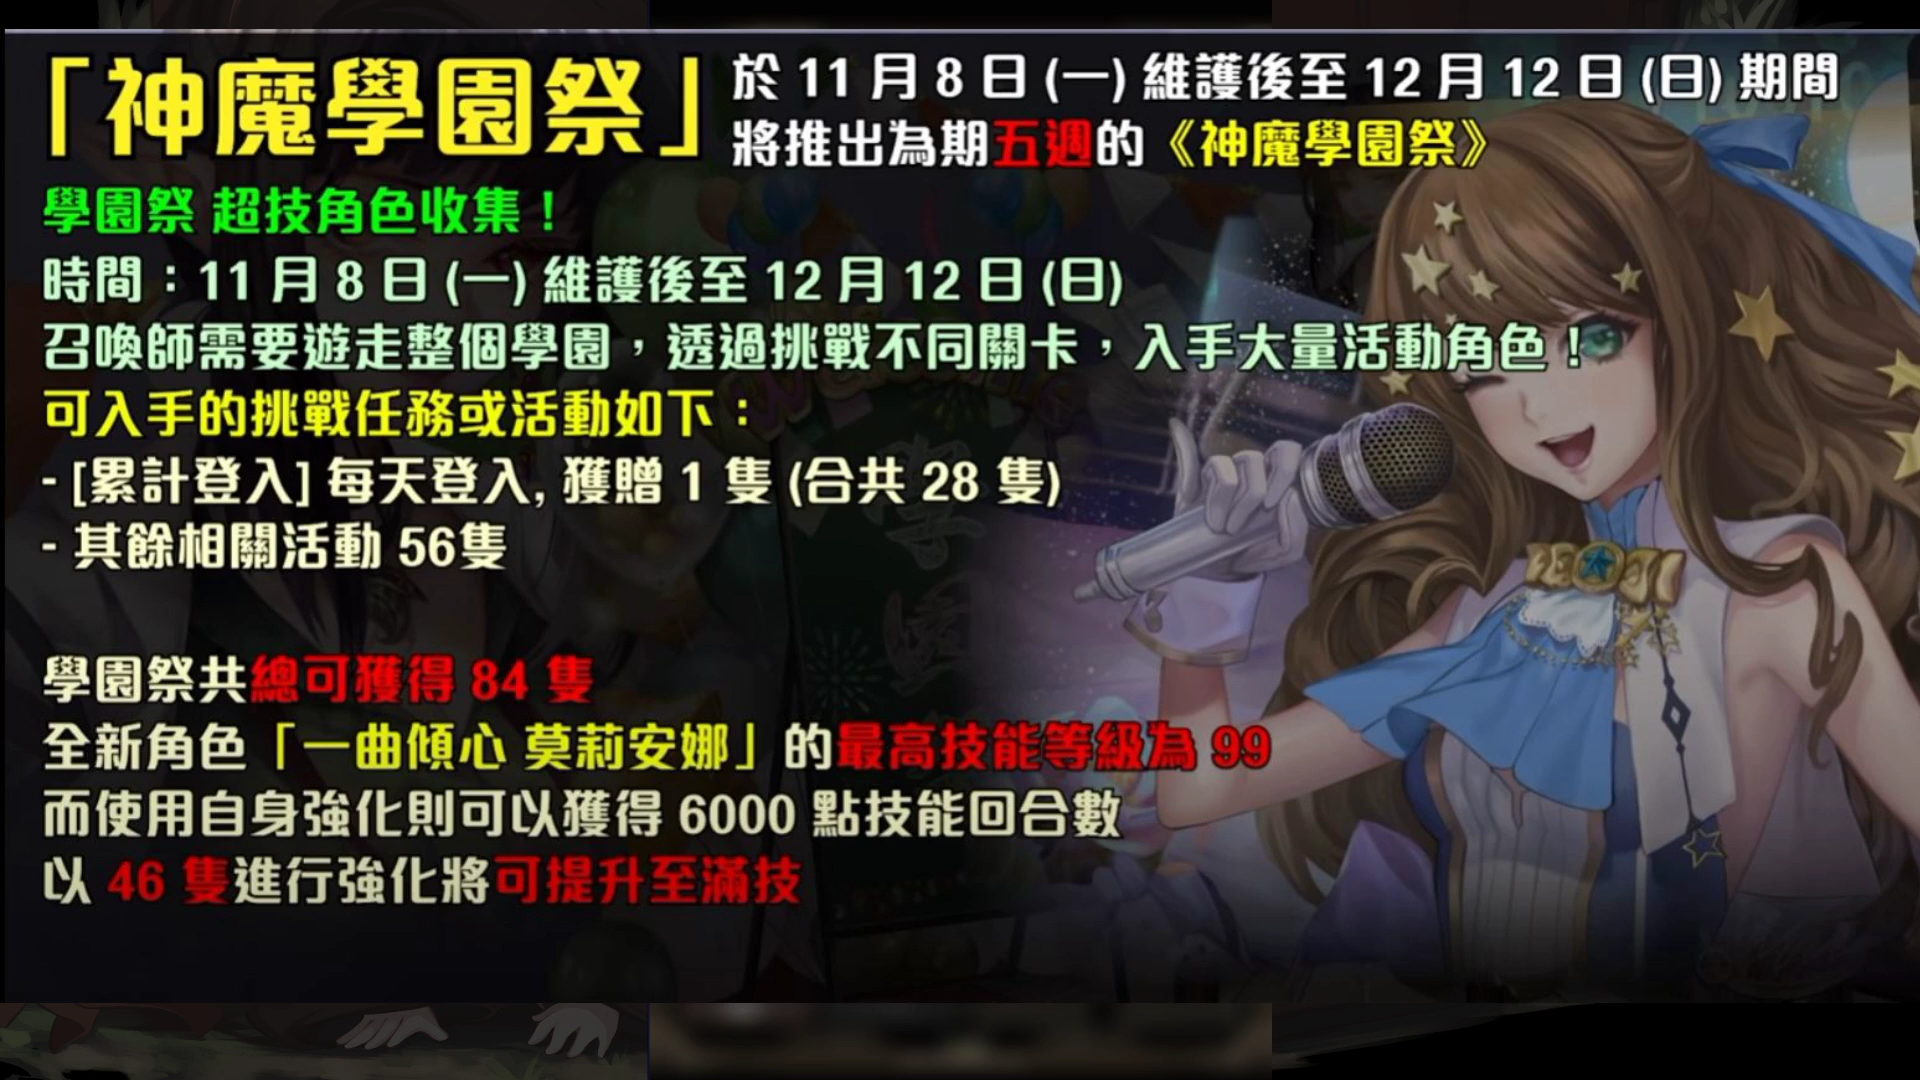 「神魔學園祭」
於 11 月 8 日 (一) 維護後至 12 月 12 日 (日) 期間
將推出為期五週的《神魔學園祭》
學園祭 超技角色收集！
時間：11 月 8 日 (一) 維護後至 12 月 12 日 (日)
召喚師需要遊走整個學園，透過挑戰不同關卡，入手大量活動角色！
可入手的挑戰任務或活動如下：
- [累計登入] 每天登入, 獲贈 1 隻 (合共 28 隻)
- 其餘相關活動 56隻
學園祭共總可獲得 84 隻
全新角色「一曲傾心 莫莉安娜」的最高技能等級為 99
而使用自身強化則可以獲得 6000 點技能回合數
以 46 隻進行強化將可提升至滿技